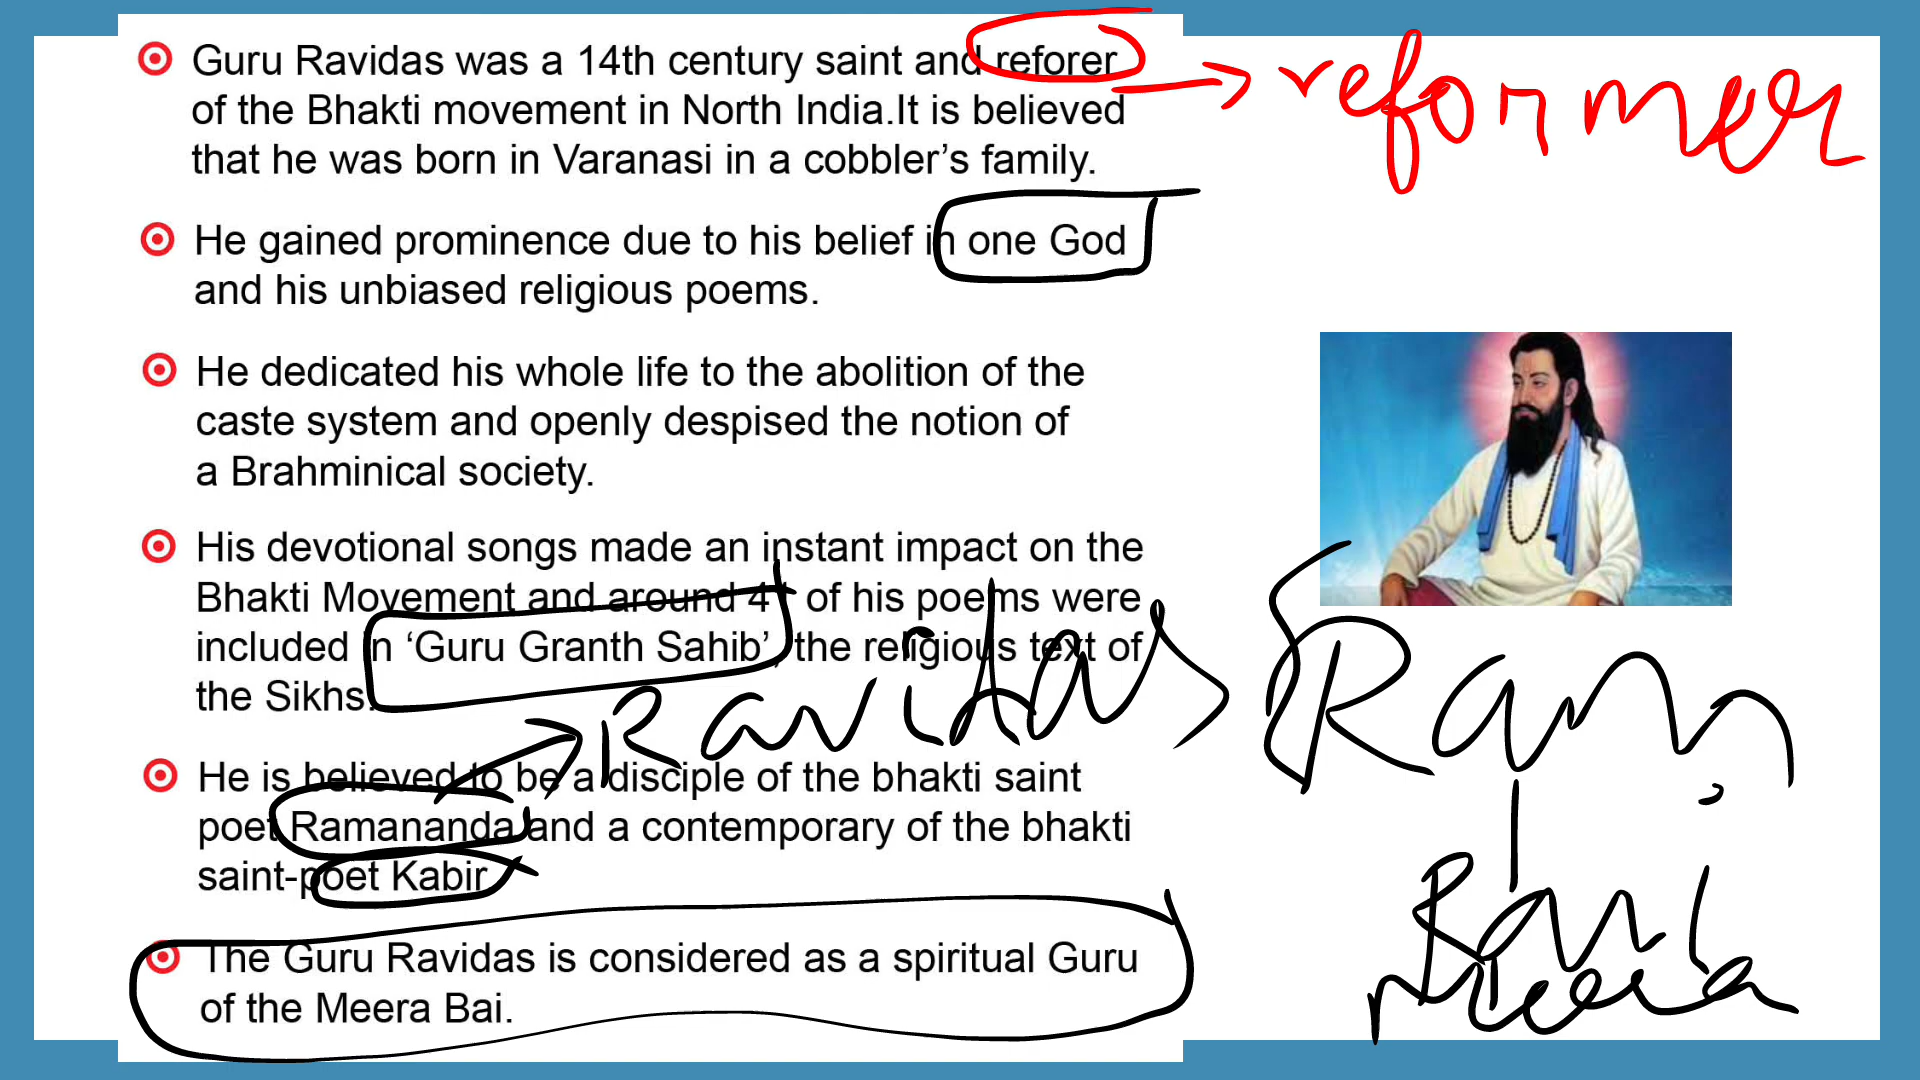 Guru Ravidas was a 14th century saint and reforer
of the Bhakti movement in North India.It is believed
that he was born in Varanasi in a cobbler’s family.
reformer
He gained prominence due to his belief in one God
and his unbiased religious poems.
He dedicated his whole life to the abolition of the
caste system and openly despised the notion of
a Brahminical society.
His devotional songs made an instant impact on the
Bhakti Movement and around 41 of his poems were
included in ‘Guru Granth Sahib’, the religious text of
the Sikhs.
Ravidas
He is believed to be a disciple of the bhakti saint
poet Ramananda and a contemporary of the bhakti
saint-poet Kabir
The Guru Ravidas is considered as a spiritual Guru
of the Meera Bai.
Meera